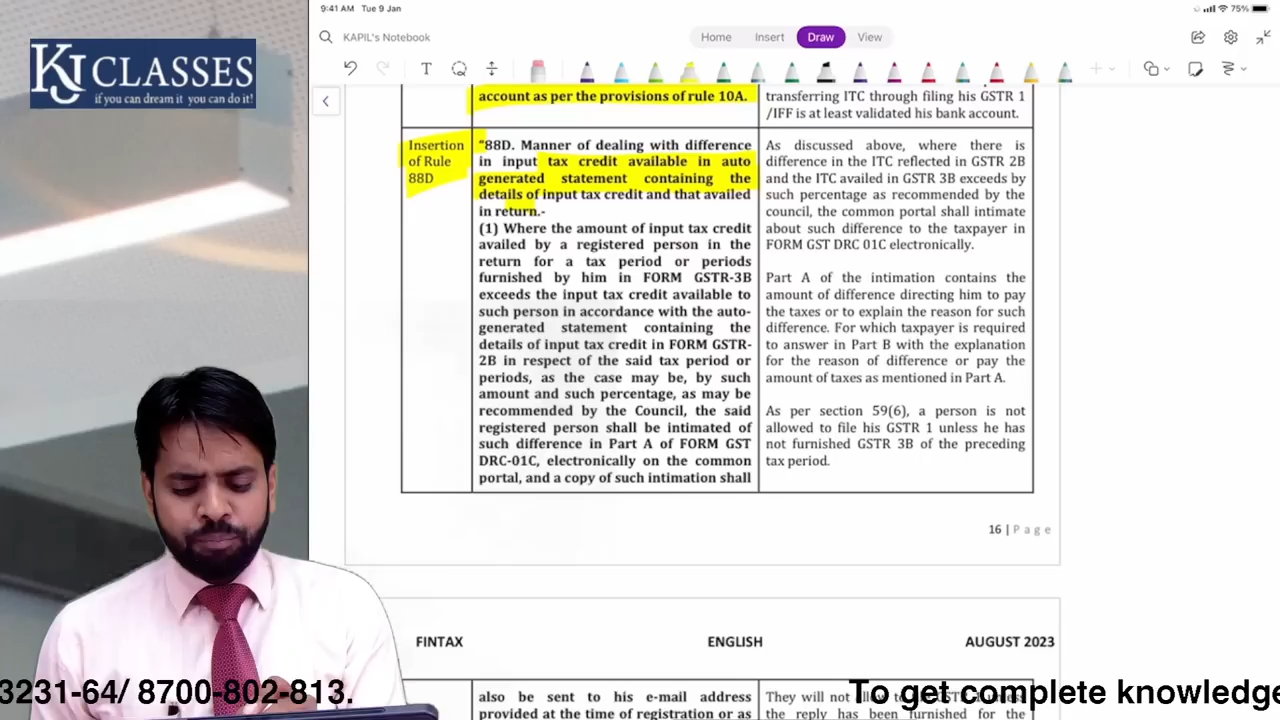 9:41 AM Tue 9 Jan
75%
KJ CLASSES
if you can dream it you can do it!
KAPIL's Notebook
Home Insert Draw View
account as per the provisions of rule 10A.
transferring ITC through filing his GSTR 1
/IFF is at least validated his bank account.
Insertion
of Rule
88D
"88D. Manner of dealing with difference
in input tax credit available in auto
generated statement containing the
details of input tax credit and that availed
in return.-
(1) Where the amount of input tax credit
availed by a registered person in the
return for a tax period or periods
furnished by him in FORM GSTR-3B
exceeds the input tax credit available to
such person in accordance with the auto-
generated statement containing the
details of input tax credit in FORM GSTR-
2B in respect of the said tax period or
periods, as the case may be, by such
amount and such percentage, as may be
recommended by the Council, the said
registered person shall be intimated of
such difference in Part A of FORM GST
DRC-01C, electronically on the common
portal, and a copy of such intimation shall
As discussed above, where there is
difference in the ITC reflected in GSTR 2B
and the ITC availed in GSTR 3B exceeds by
such percentage as recommended by the
council, the common portal shall intimate
about such difference to the taxpayer in
FORM GST DRC 01C electronically.
Part A of the intimation contains the
amount of difference directing him to pay
the taxes or to explain the reason for such
difference. For which taxpayer is required
to answer in Part B with the explanation
for the reason of difference or pay the
amount of taxes as mentioned in Part A.
As per section 59(6), a person is not
allowed to file his GSTR 1 unless he has
not furnished GSTR 3B of the preceding
tax period.
16 | Page
FINTAX ENGLISH AUGUST 2023
also be sent to his e-mail address
provided at the time of registration or as
They will not
the reply has been furnished for the
3231-64/ 8700-802-813. To get complete knowledge